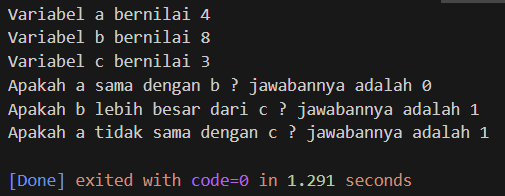 Variabel a bernilai 4
Variabel b bernilai 8
Variabel c bernilai 3
Apakah a sama dengan b ? jawabannya adalah 0
Apakah b lebih besar dari c ? jawabannya adalah 1
Apakah a tidak sama dengan c ? jawabannya adalah 1
[Done] exited with code=0 in 1.291 seconds